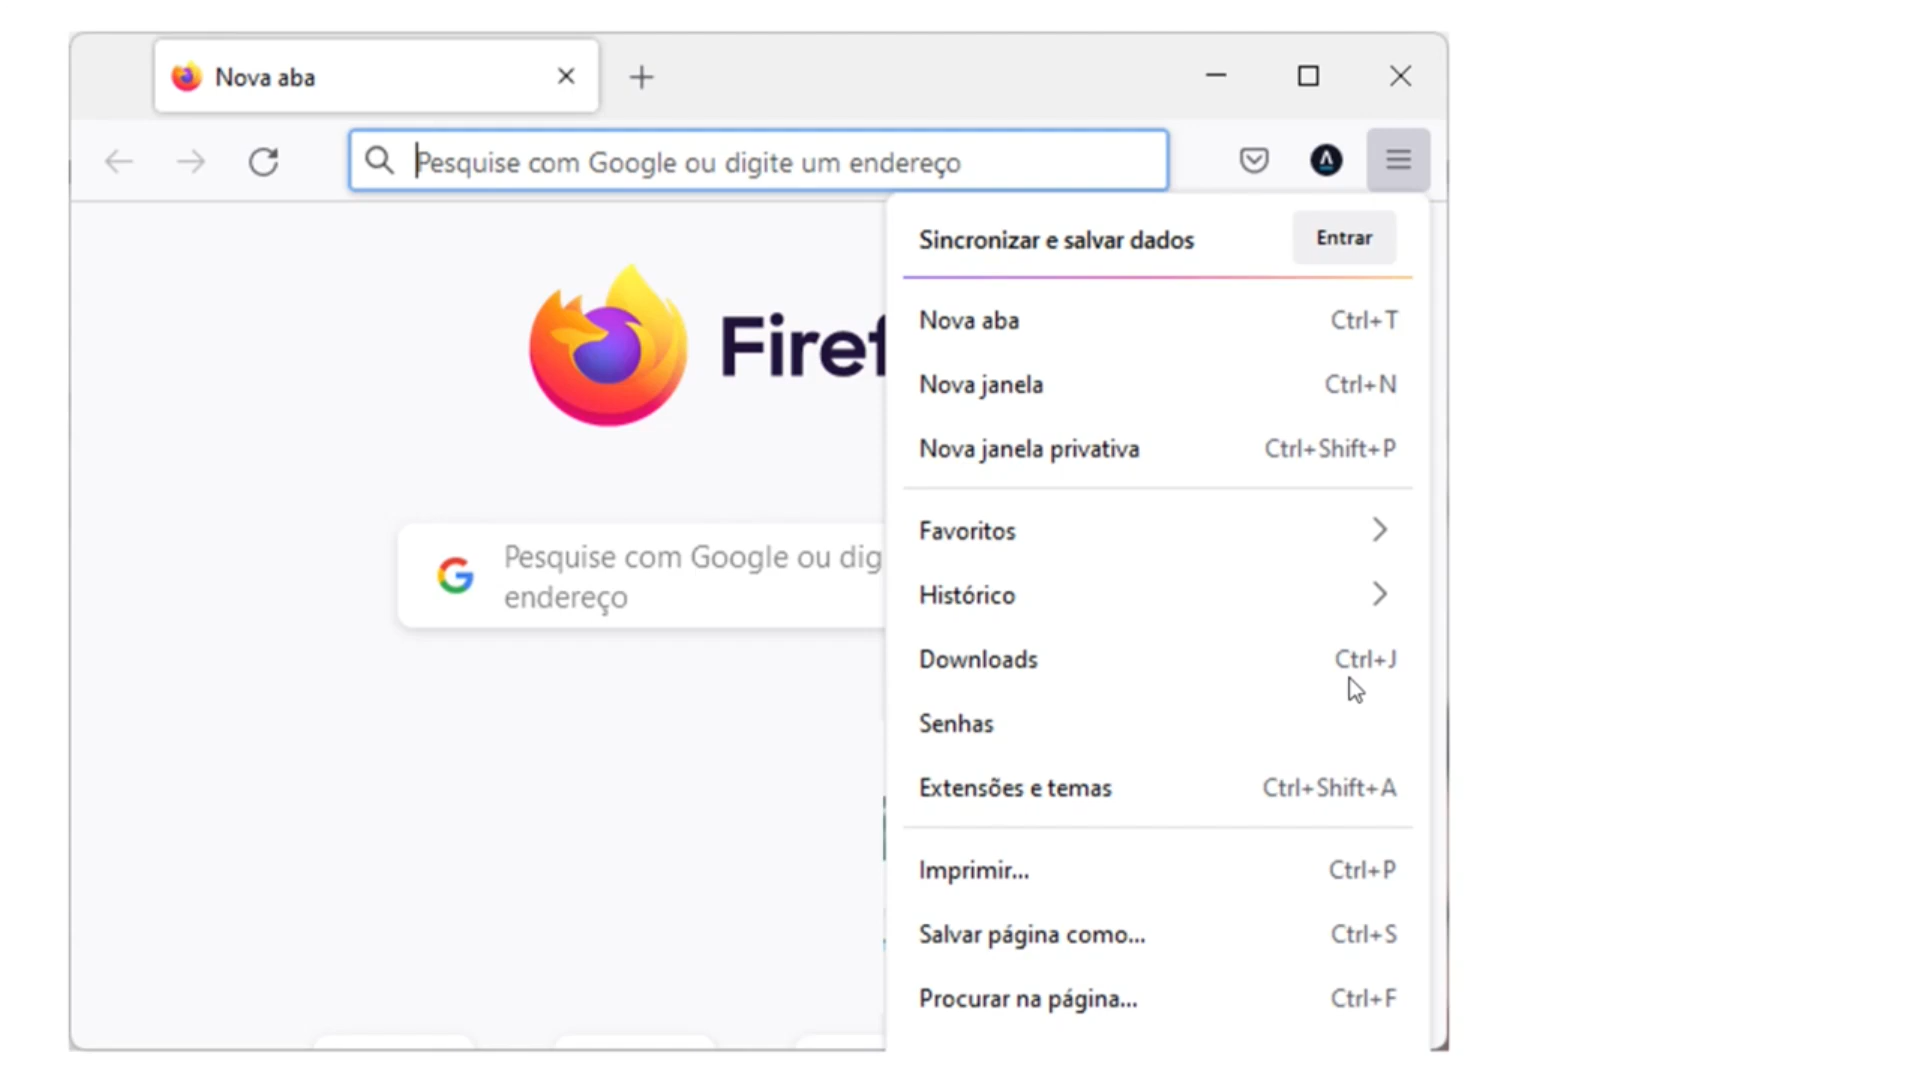 Nova aba
Pesquise com Google ou digite um endereço
Sincronizar e salvar dados Entrar
Firef
Nova aba Ctrl+T
Nova janela Ctrl+N
Nova janela privativa Ctrl+Shift+P
Favoritos
Pesquise com Google ou dig
endereço
Histórico
Downloads Ctrl+J
Senhas
Extensões e temas Ctrl+Shift+A
Imprimir...
Ctrl+P
Salvar página como... Ctrl+S
Procurar na página... Ctrl+F